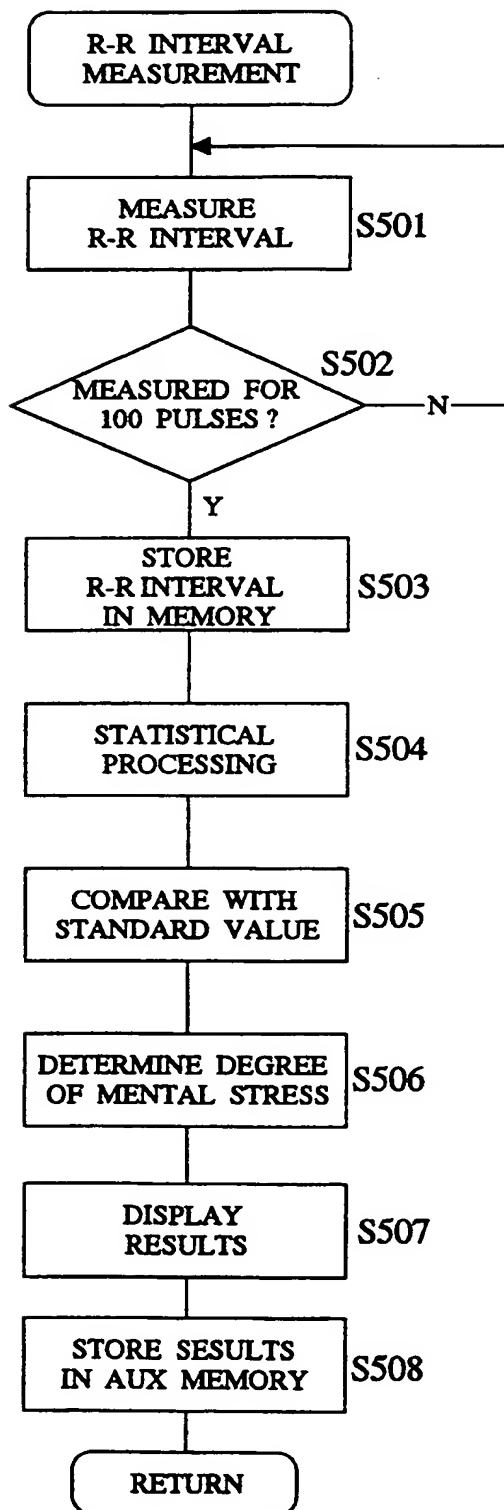 R-R INTERVAL
MEASUREMENT
MEASURE
R-R INTERVAL
S501
S502
MEASURED FOR
100 PULSES ?
N
Y
STORE
R-R INTERVAL
IN MEMORY
S503
STATISTICAL
PROCESSING
S504
COMPARE WITH
STANDARD VALUE
S505
DETERMINE DEGREE
OF MENTAL STRESS
S506
DISPLAY
RESULTS
S507
STORE SESULTS
IN AUX MEMORY
S508
RETURN